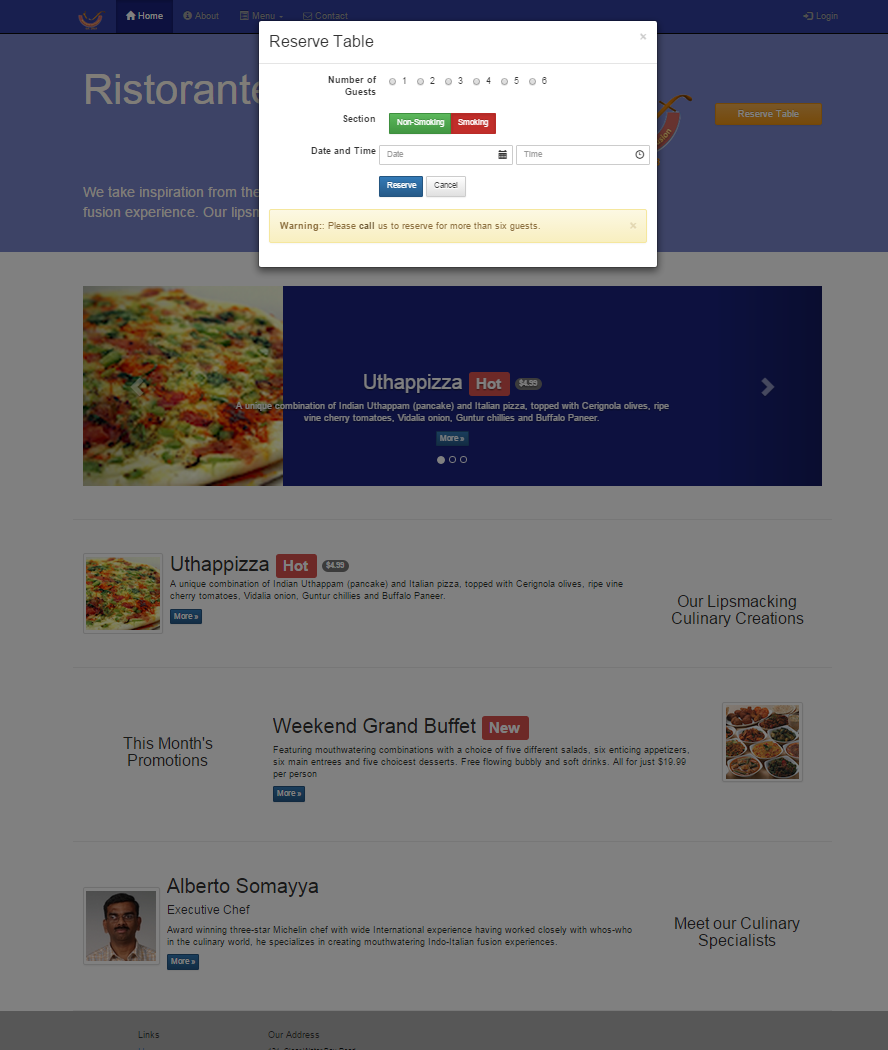 Home About Menu Contact Login
Reserve Table ×
Number of Guests 1 2 3 4 5 6
Section Non-Smoking Smoking
Date and Time Date Time
Reserve Cancel
Warning:: Please call us to reserve for more than six guests. ×
Ristorante
Reserve Table
We take inspiration from the
fusion experience. Our
Uthappizza Hot $4.99
A unique combination of Indian Uthappam (pancake) and Italian pizza, topped with Cerignola olives, ripe
vine cherry tomatoes, Vidalia onion, Guntur chillies and Buffalo Paneer.
More »
Uthappizza Hot $4.99
A unique combination of Indian Uthappam (pancake) and Italian pizza, topped with Cerignola olives, ripe vine
cherry tomatoes, Vidalia onion, Guntur chillies and Buffalo Paneer.
More »
Our Lipsmacking
Culinary Creations
This Month's
Promotions
Weekend Grand Buffet New
Featuring mouthwatering combinations with a choice of five different salads, six enticing appetizers,
six main entrees and five choicest desserts. Free flowing bubbly and soft drinks. All for just $19.99
per person
More »
Alberto Somayya
Executive Chef
Award winning three-star Michelin chef with wide International experience having worked closely with whos-who
in the culinary world, he specializes in creating mouthwatering Indo-Italian fusion experiences.
More »
Meet our Culinary
Specialists
Links Our Address